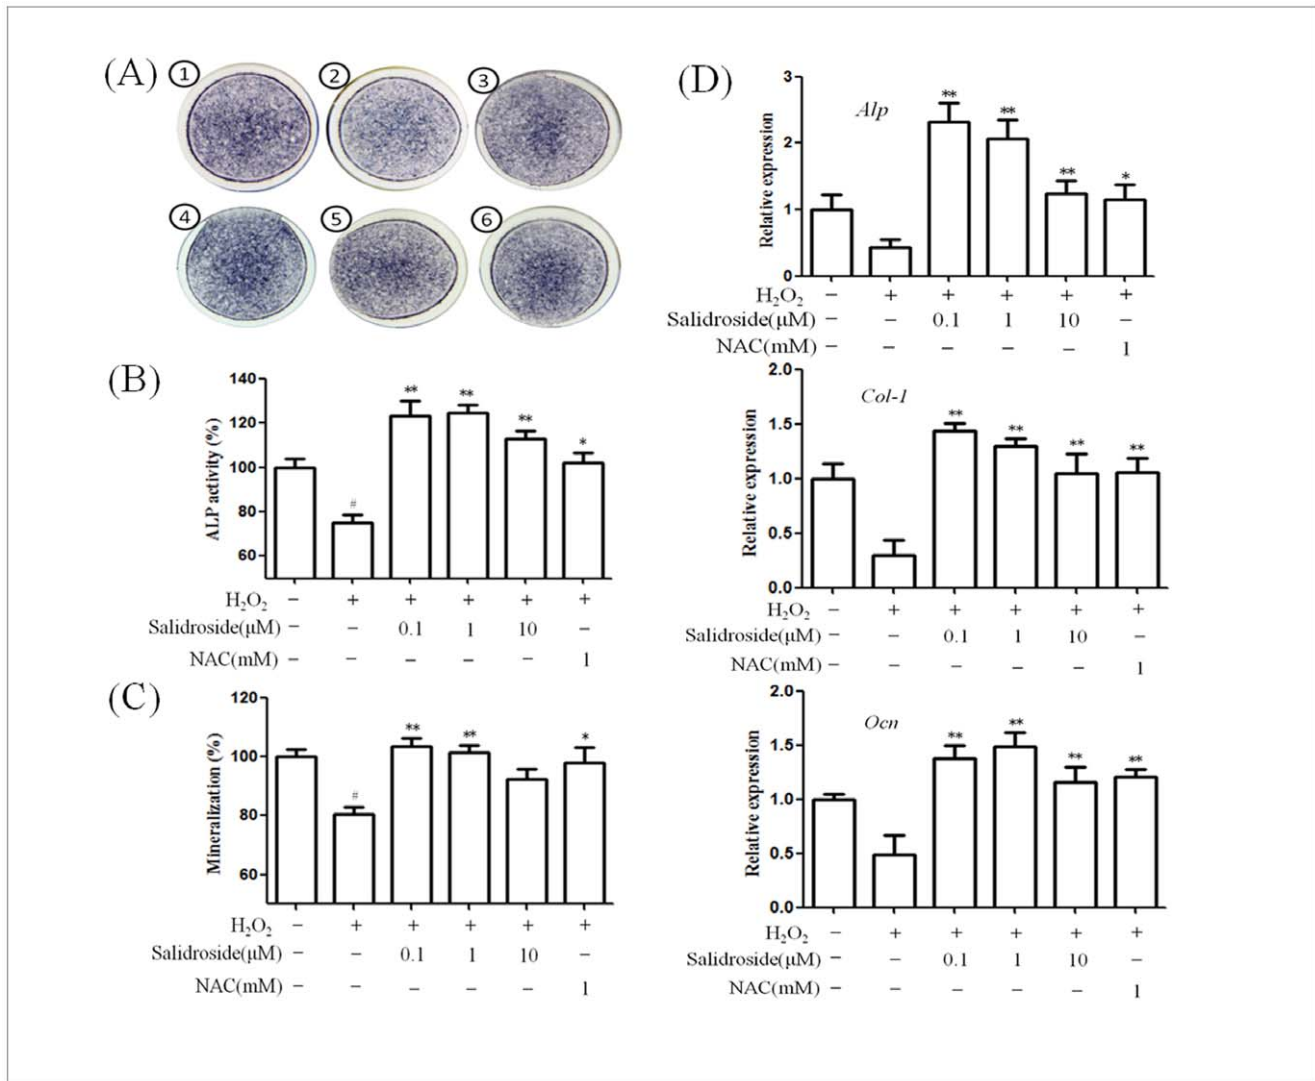 (A)
1
2
3
4
5
6
(B)
140
120
100
80
60
ALP activity (%)
**
**
**
*
#
H₂O₂ − + + + + +
Salidroside(μM) − − 0.1 1 10 −
NAC(mM) − − − − − 1
(C)
120
100
80
60
Mineralization (%)
**
**
*
#
H₂O₂ − + + + + +
Salidroside(μM) − − 0.1 1 10 −
NAC(mM) − − − − − 1
(D)
3
2
1
0
Relative expression
Alp
**
**
**
*
H₂O₂ − + + + + +
Salidroside(μM) − − 0.1 1 10 −
NAC(mM) − − − − − 1
2.0
1.5
1.0
0.5
0.0
Relative expression
Col-1
**
**
**
**
H₂O₂ − + + + + +
Salidroside(μM) − − 0.1 1 10 −
NAC(mM) − − − − − 1
2.0
1.5
1.0
0.5
0.0
Relative expression
Ocn
**
**
**
**
H₂O₂ − + + + + +
Salidroside(μM) − − 0.1 1 10 −
NAC(mM) − − − − − 1